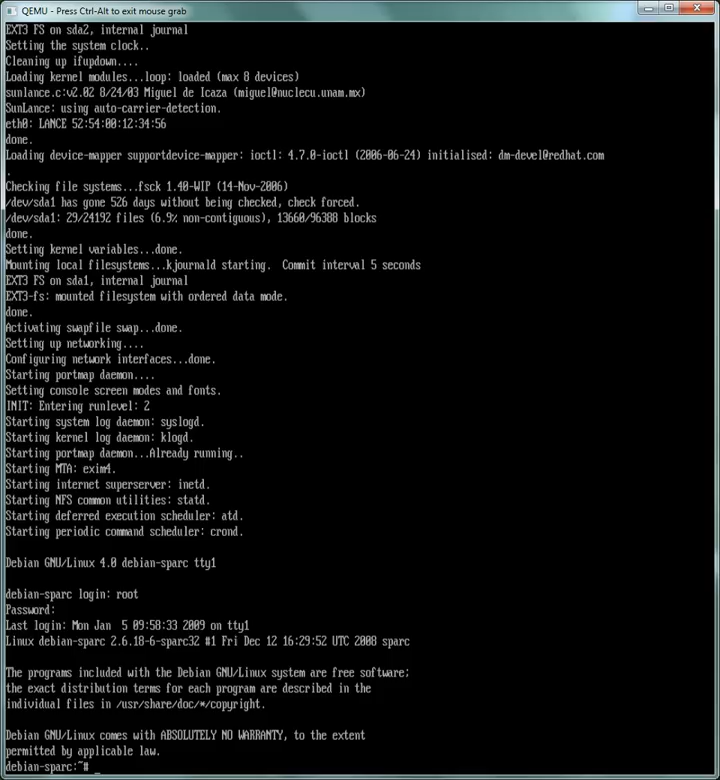 QEMU - Press Ctrl-Alt to exit mouse grab
EXT3 FS on sda2, internal journal
Setting the system clock..
Cleaning up ifupdown....
Loading kernel modules...loop: loaded (max 8 devices)
sunlance.c:v2.02 8/24/03 Miguel de Icaza (miguel@nuclecu.unam.mx)
SunLance: using auto-carrier-detection.
eth0: LANCE 52:54:00:12:34:56
done.
Loading device-mapper supportdevice-mapper: ioctl: 4.7.0-ioctl (2006-06-24) initialised: dm-devel@redhat.com
.
Checking file systems...fsck 1.40-WIP (14-Nov-2006)
/dev/sda1 has gone 526 days without being checked, check forced.
/dev/sda1: 29/24192 files (6.9% non-contiguous), 13660/96388 blocks
done.
Setting kernel variables...done.
Mounting local filesystems...kjournald starting.  Commit interval 5 seconds
EXT3 FS on sda1, internal journal
EXT3-fs: mounted filesystem with ordered data mode.
done.
Activating swapfile swap...done.
Setting up networking....
Configuring network interfaces...done.
Starting portmap daemon....
Setting console screen modes and fonts.
INIT: Entering runlevel: 2
Starting system log daemon: syslogd.
Starting kernel log daemon: klogd.
Starting portmap daemon...Already running..
Starting MTA: exim4.
Starting internet superserver: inetd.
Starting NFS common utilities: statd.
Starting deferred execution scheduler: atd.
Starting periodic command scheduler: crond.
Debian GNU/Linux 4.0 debian-sparc tty1
debian-sparc login: root
Password:
Last login: Mon Jan  5 09:58:33 2009 on tty1
Linux debian-sparc 2.6.18-6-sparc32 #1 Fri Dec 12 16:29:52 UTC 2008 sparc
The programs included with the Debian GNU/Linux system are free software;
the exact distribution terms for each program are described in the
individual files in /usr/share/doc/*/copyright.
Debian GNU/Linux comes with ABSOLUTELY NO WARRANTY, to the extent
permitted by applicable law.
debian-sparc:~# _